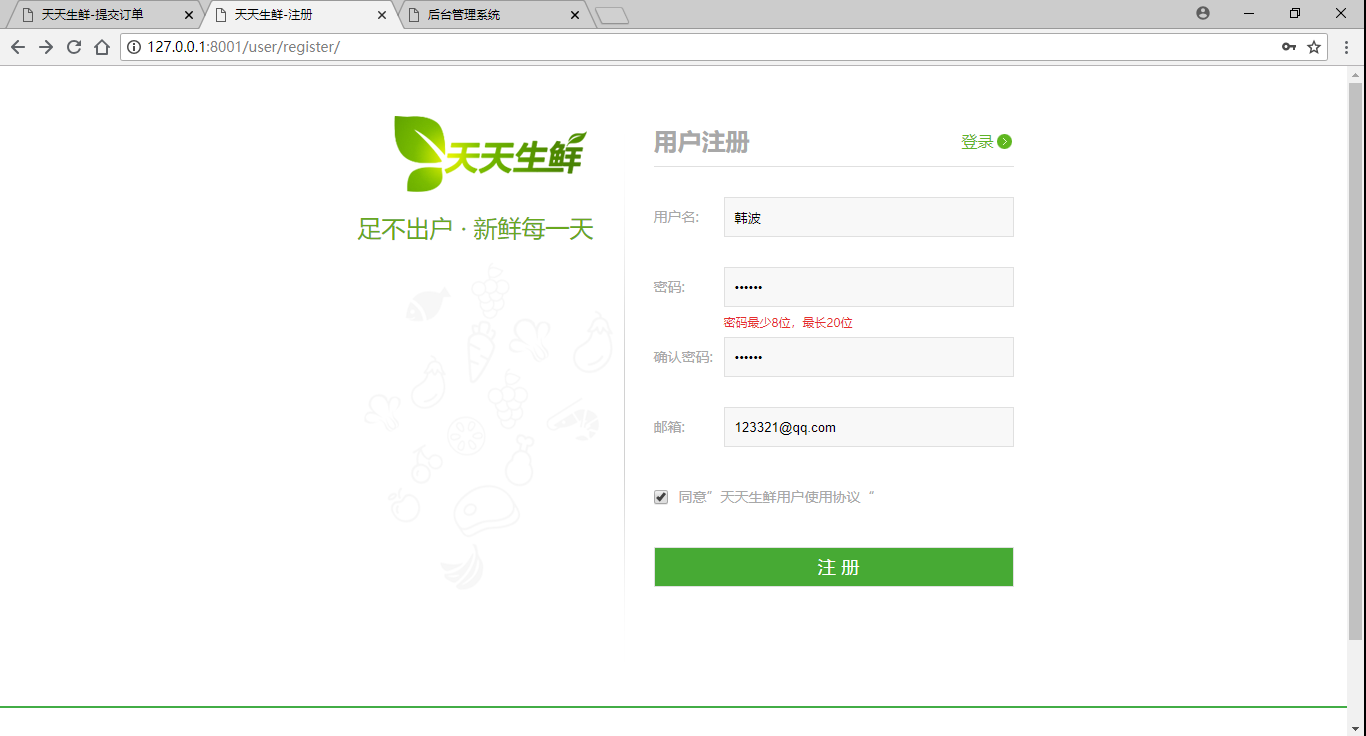 天天生鲜-提交订单
天天生鲜-注册
后台管理系统
127.0.0.1:8001/user/register/
天天生鲜
足不出户 · 新鲜每一天
用户注册
登录
用户名:
韩波
密码:
••••••
密码最少8位，最长20位
确认密码:
••••••
邮箱:
123321@qq.com
同意”天天生鲜用户使用协议“
注 册